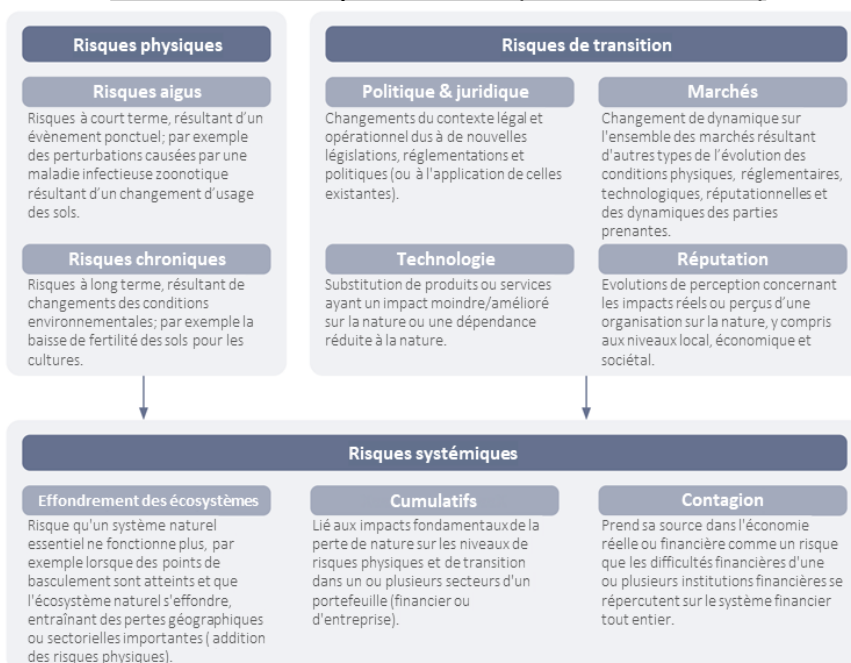 Risques physiques
Risques aigus
Risques à court terme, résultant d'un
évènement ponctuel; par exemple
des perturbations causées par une
maladie infectieuse zoonotique
résultant d'un changement d'usage
des sols.
Risques chroniques
Risques à long terme, résultant de
changements des conditions
environnementales; par exemple la
baisse de fertilité des sols pour les
cultures.
Risques de transition
Politique & juridique
Changements du contexte légal et
opérationnel dus à de nouvelles
législations, réglementations et
politiques (ou à l'application de celles
existantes).
Marchés
Changement de dynamique sur
l'ensemble des marchés résultant
d'autres types de l'évolution des
conditions physiques, réglementaires,
technologiques, réputationnelles et
des dynamiques des parties
prenantes.
Technologie
Substitution de produits ou services
ayant un impact moindre/amélioré
sur la nature ou une dépendance
réduite à la nature.
Réputation
Evolutions de perception concernant
les impacts réels ou perçus d'une
organisation sur la nature, y compris
aux niveaux local, économique et
sociétal.
Risques systémiques
Effondrement des écosystèmes
Risque qu'un système naturel
essentiel ne fonctionne plus, par
exemple lorsque des points de
basculement sont atteints et que
l'écosystème naturel s'effondre,
entraînant des pertes géographiques
ou sectorielles importantes ( addition
des risques physiques).
Cumulatifs
Lié aux impacts fondamentaux de la
perte de nature sur les niveaux de
risques physiques et de transition
dans un ou plusieurs secteurs d'un
portefeuille (financier ou
d'entreprise).
Contagion
Prend sa source dans l'économie
réelle ou financière comme un risque
que les difficultés financières d'une
ou plusieurs institutions financières se
répercutent sur le système financier
tout entier.